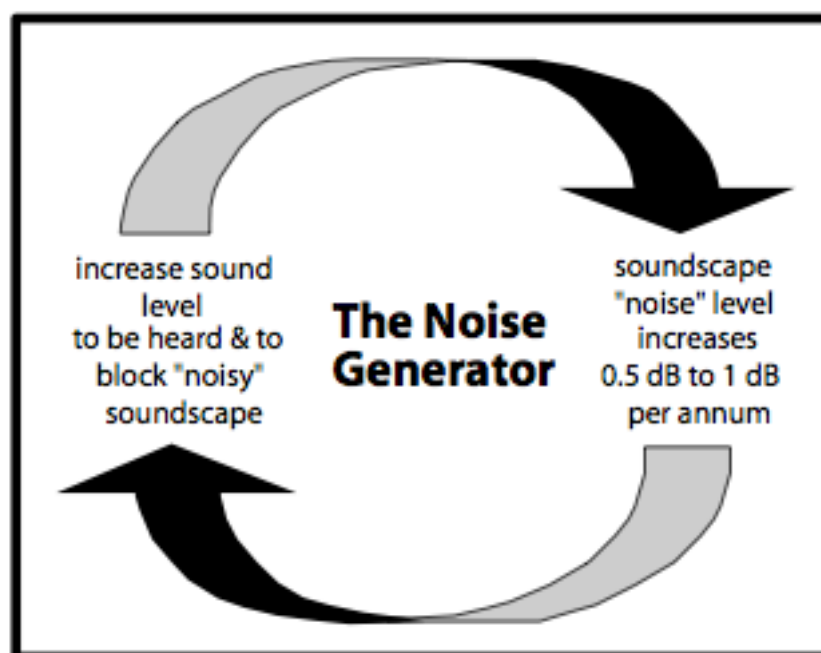 increase sound
level
to be heard & to
block "noisy"
soundscape
The Noise
Generator
soundscape
"noise" level
increases
0.5 dB to 1 dB
per annum